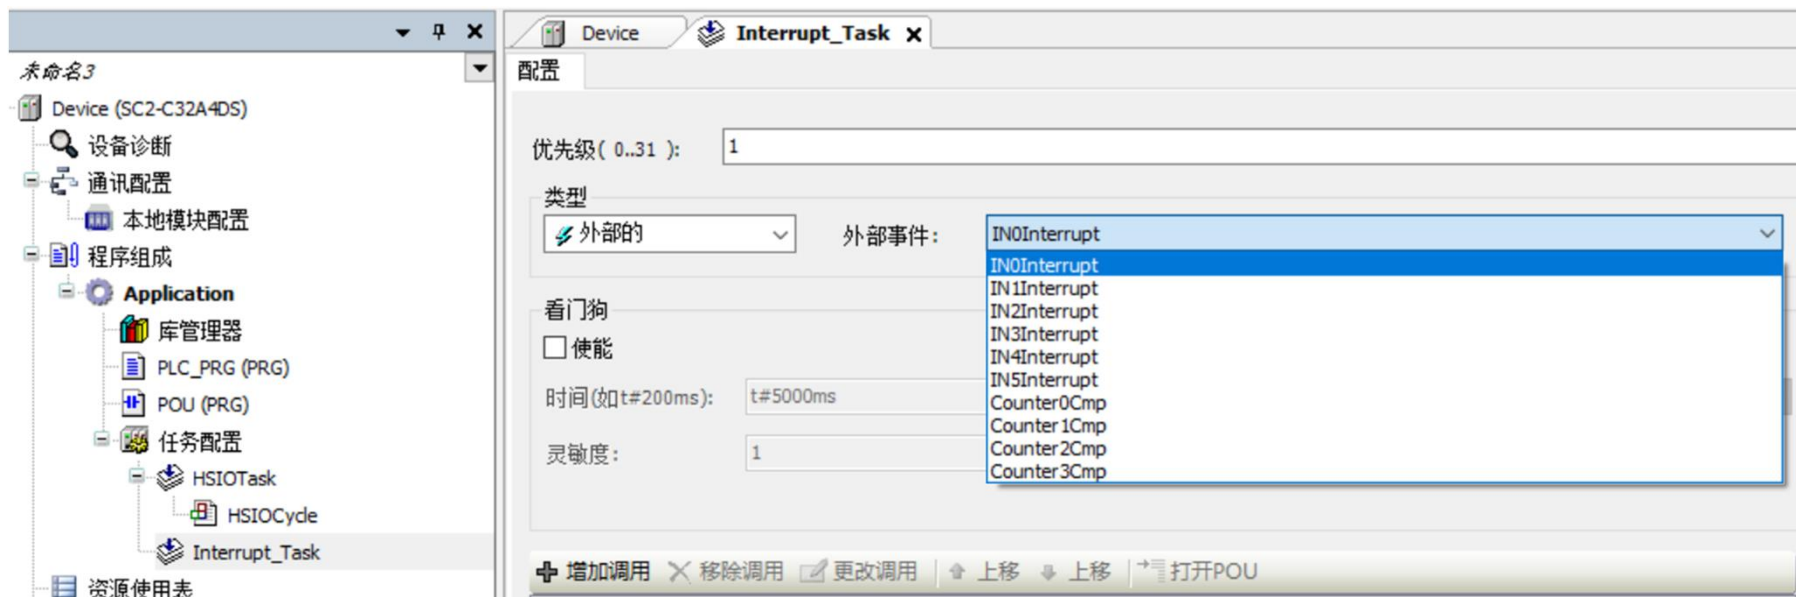 未命名3
Device (SC2-C32A4DS)
设备诊断
通讯配置
本地模块配置
程序组成
Application
库管理器
PLC_PRG (PRG)
POU (PRG)
任务配置
HSIOTask
HSIOCycle
Interrupt_Task
资源使用表
Device
Interrupt_Task
配置
优先级( 0..31 ):
1
类型
外部的
外部事件:
IN0Interrupt
IN0Interrupt
IN1Interrupt
IN2Interrupt
IN3Interrupt
IN4Interrupt
IN5Interrupt
Counter0Cmp
Counter1Cmp
Counter2Cmp
Counter3Cmp
看门狗
使能
时间(如t#200ms):
t#5000ms
灵敏度:
1
增加调用 移除调用 更改调用 上移 上移 打开POU